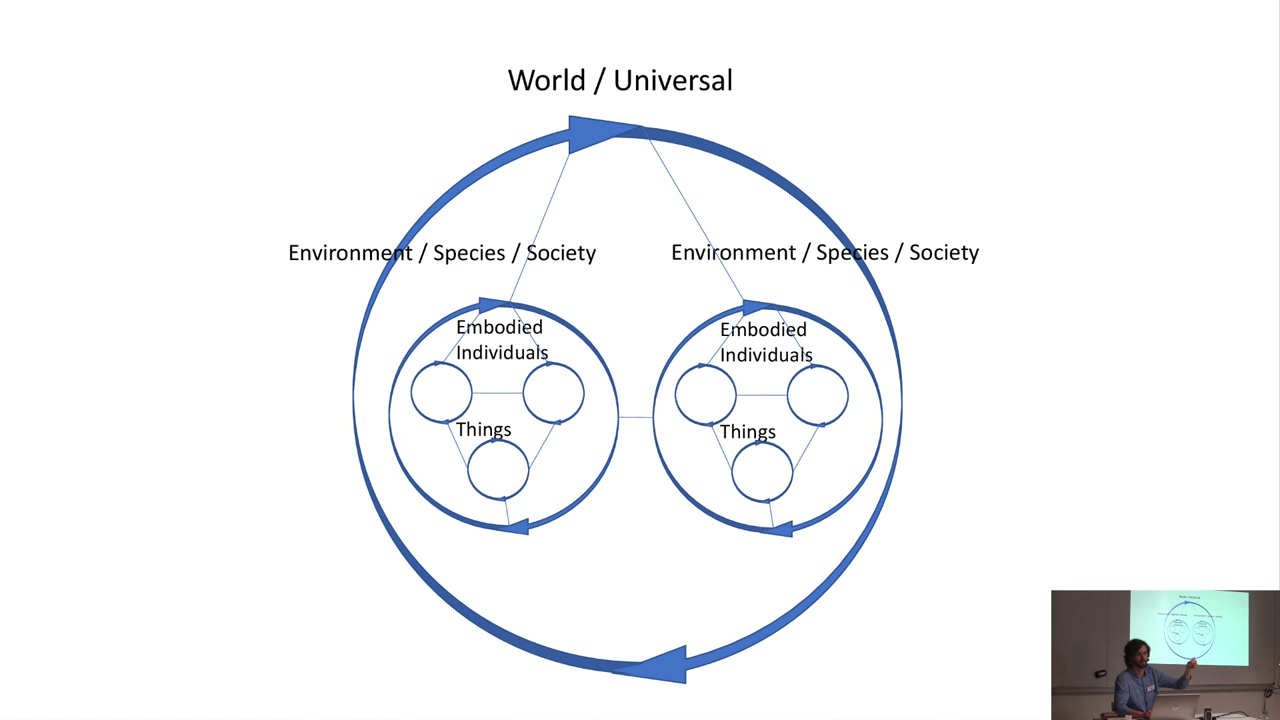 World / Universal
Environment / Species / Society
Environment / Species / Society
Embodied
Individuals
Embodied
Individuals
Things
Things